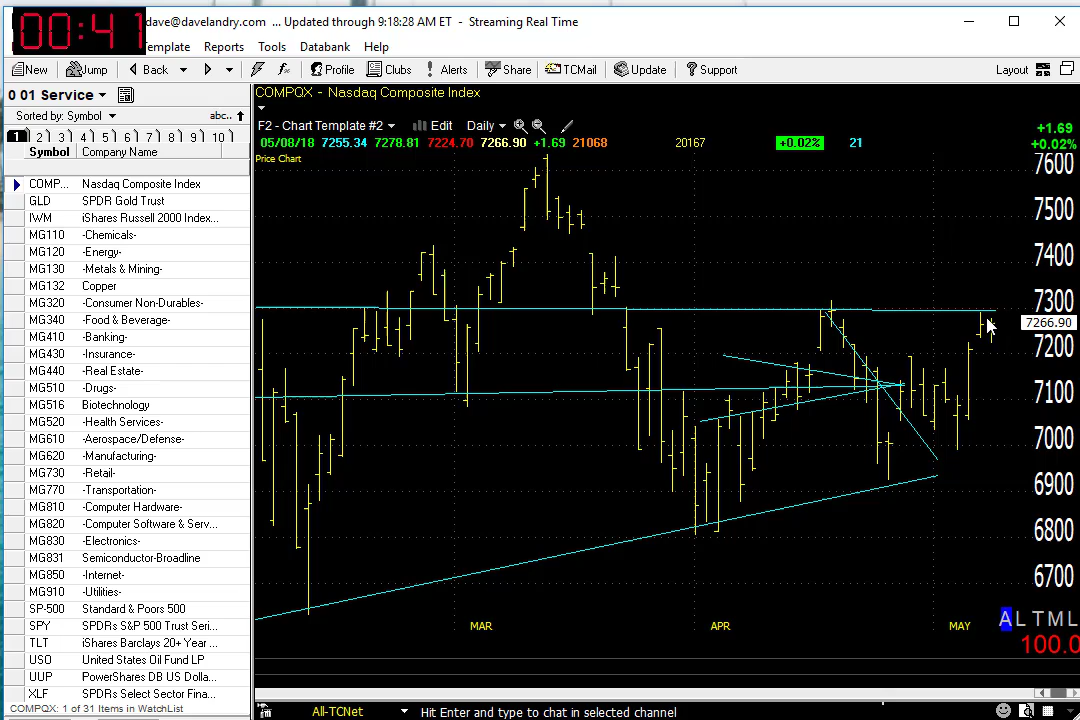 00:41
dave@davelandry.com ... Updated through 9:18:28 AM ET - Streaming Real Time
emplate Reports Tools Databank Help
New Jump Back Profile Clubs Alerts Share TCMail Update Support Layout
0 01 Service
Sorted by: Symbol abc..
1 2 3 4 5 6 7 8 9 10
Symbol Company Name
COMP... Nasdaq Composite Index
GLD SPDR Gold Trust
IWM iShares Russell 2000 Index...
MG110 -Chemicals-
MG120 -Energy-
MG130 -Metals & Mining-
MG132 Copper
MG320 -Consumer Non-Durables-
MG340 -Food & Beverage-
MG410 -Banking-
MG430 -Insurance-
MG440 -Real Estate-
MG510 -Drugs-
MG516 Biotechnology
MG520 -Health Services-
MG610 -Aerospace/Defense-
MG620 -Manufacturing-
MG730 -Retail-
MG770 -Transportation-
MG810 -Computer Hardware-
MG820 -Computer Software & Serv...
MG830 -Electronics-
MG831 Semiconductor-Broadline
MG850 -Internet-
MG910 -Utilities-
SP-500 Standard & Poors 500
SPY SPDRs S&P 500 Trust Seri...
TLT iShares Barclays 20+ Year ...
USO United States Oil Fund LP
UUP PowerShares DB US Dolla...
XLF SPDRs Select Sector Fina...
COMPQX: 1 of 31 Items in WatchList
COMPQX - Nasdaq Composite Index
F2 - Chart Template #2 Edit Daily
05/08/18 7255.34 7278.81 7224.70 7266.90 +1.69 21068 20167 +0.02% 21
+1.69
+0.02%
Price Chart
7600
7500
7400
7300
7266.90
7200
7100
7000
6900
6800
6700
MAR APR MAY
A L T M L
100.0
All-TCNet Hit Enter and type to chat in selected channel